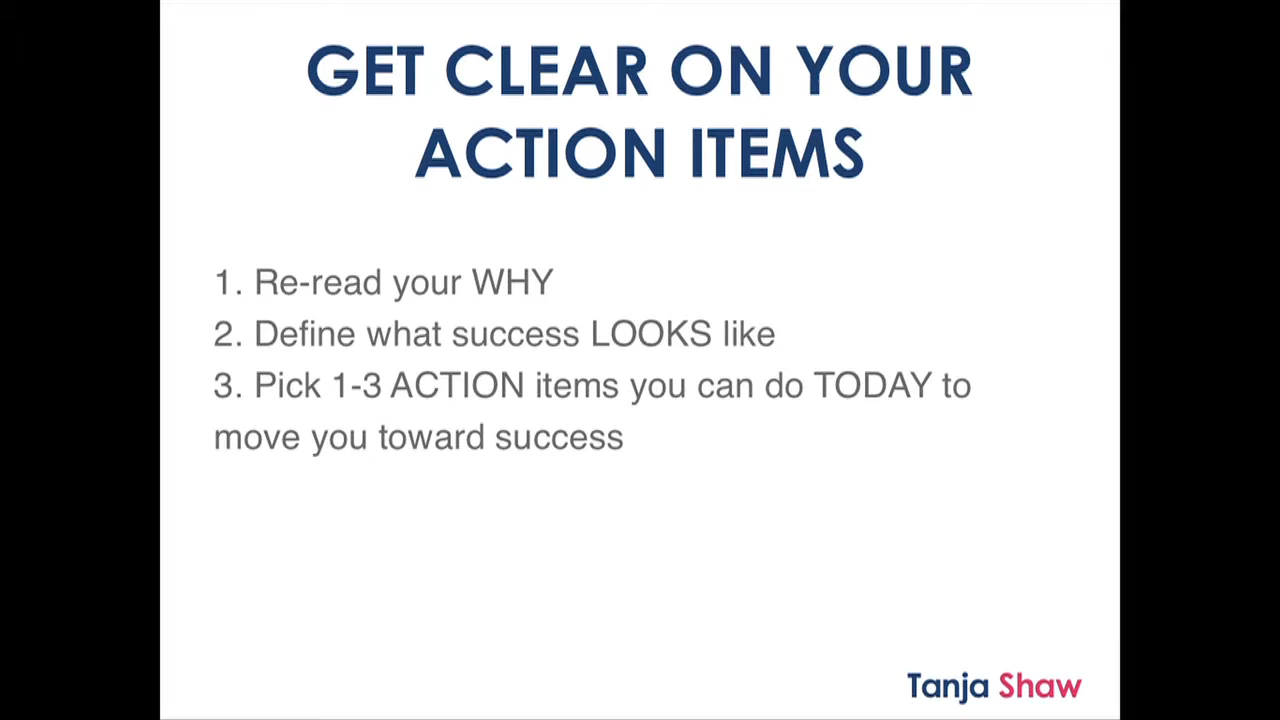 GET CLEAR ON YOUR
ACTION ITEMS
1. Re-read your WHY
2. Define what success LOOKS like
3. Pick 1-3 ACTION items you can do TODAY to
move you toward success
Tanja Shaw